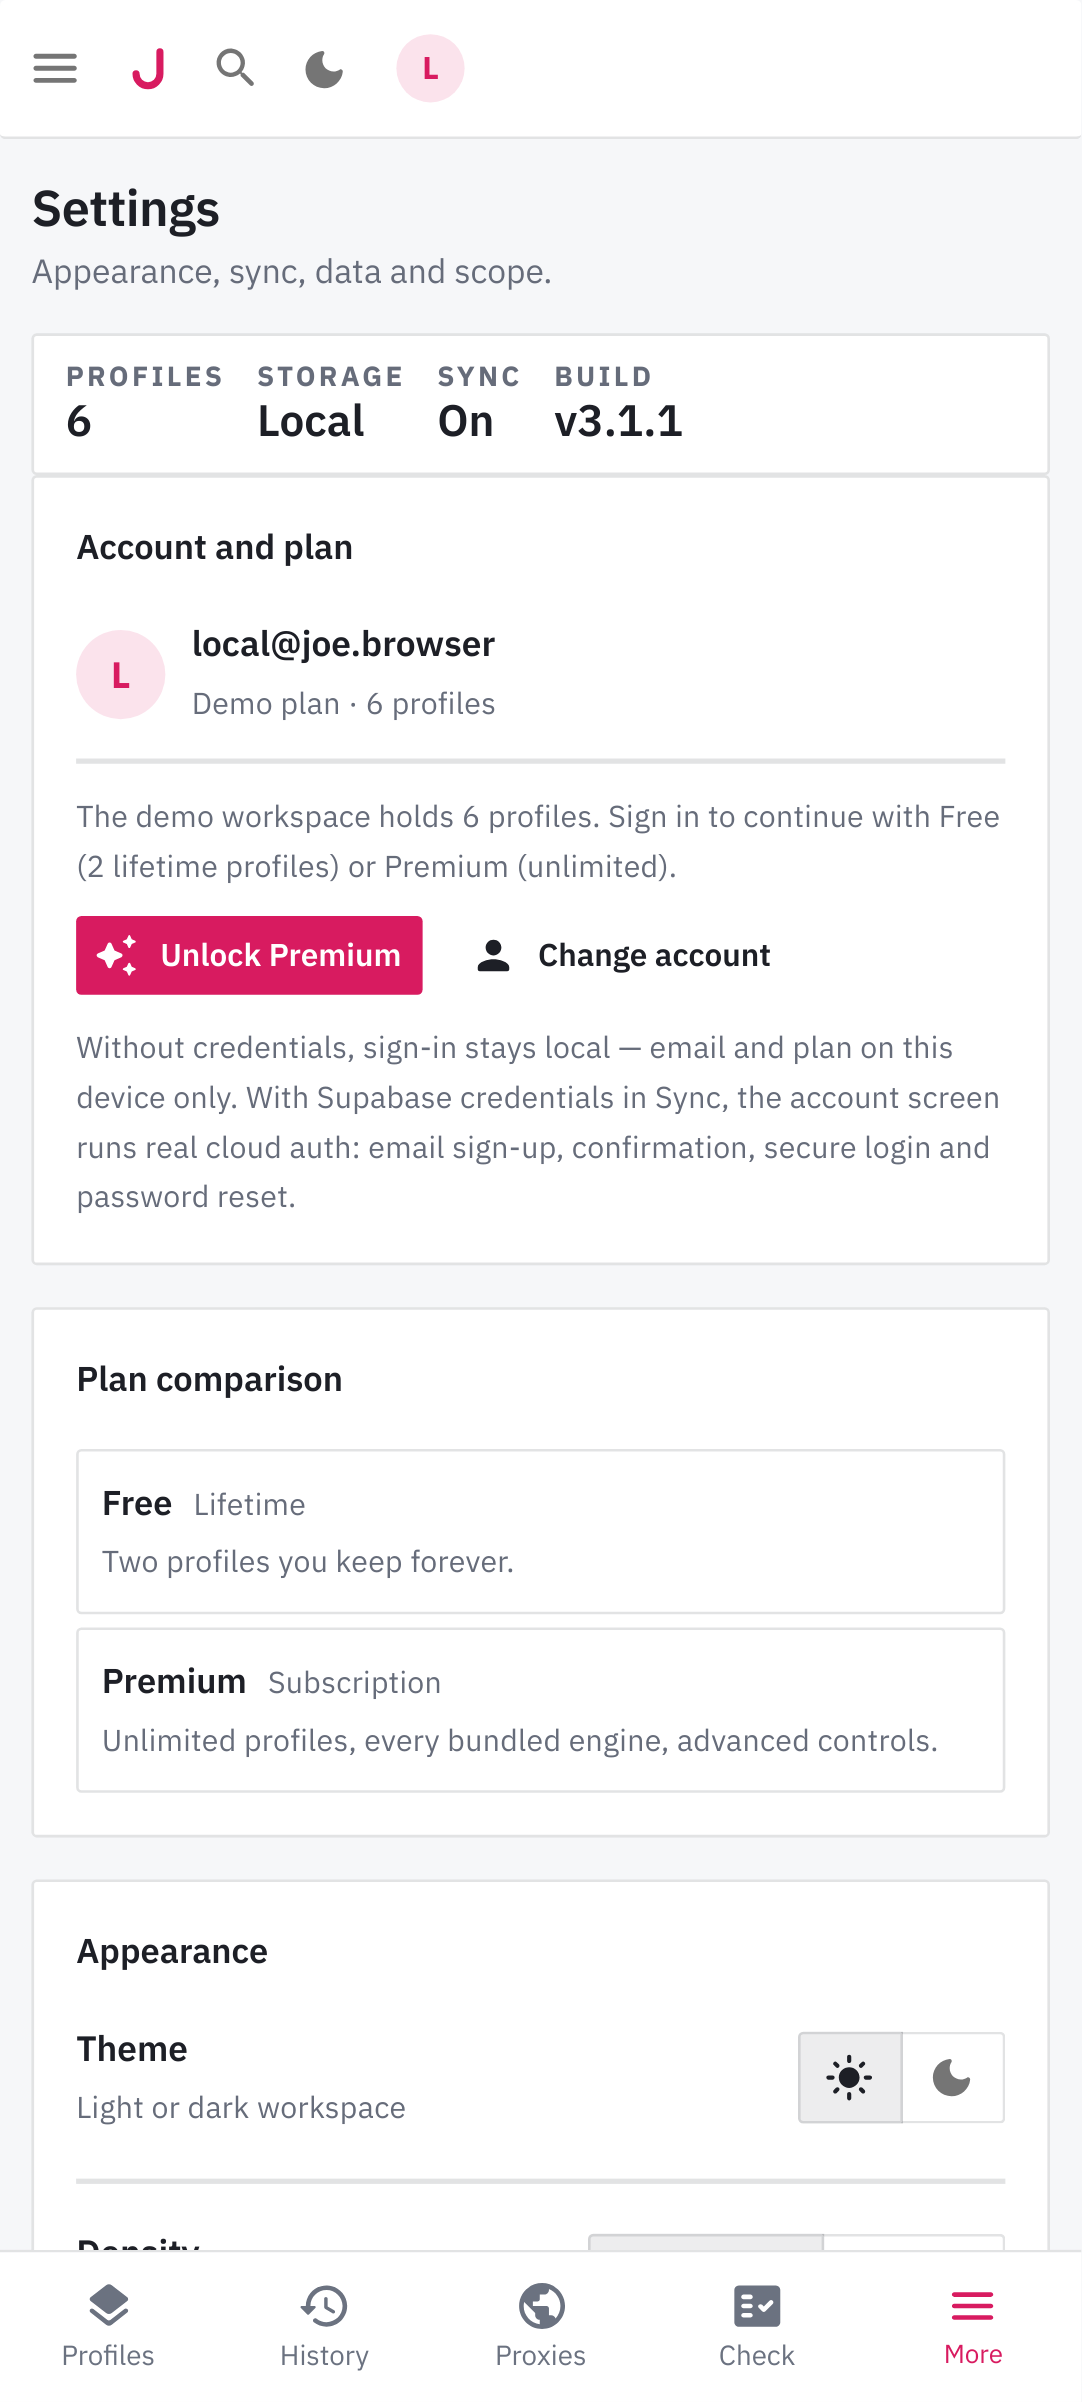 J
L
Settings
Appearance, sync, data and scope.
PROFILES STORAGE SYNC BUILD
6 Local On v3.1.1
Account and plan
L
local@joe.browser
Demo plan · 6 profiles
The demo workspace holds 6 profiles. Sign in to continue with Free
(2 lifetime profiles) or Premium (unlimited).
Unlock Premium Change account
Without credentials, sign-in stays local — email and plan on this
device only. With Supabase credentials in Sync, the account screen
runs real cloud auth: email sign-up, confirmation, secure login and
password reset.
Plan comparison
Free Lifetime
Two profiles you keep forever.
Premium Subscription
Unlimited profiles, every bundled engine, advanced controls.
Appearance
Theme
Light or dark workspace
Density
Profiles History Proxies Check More